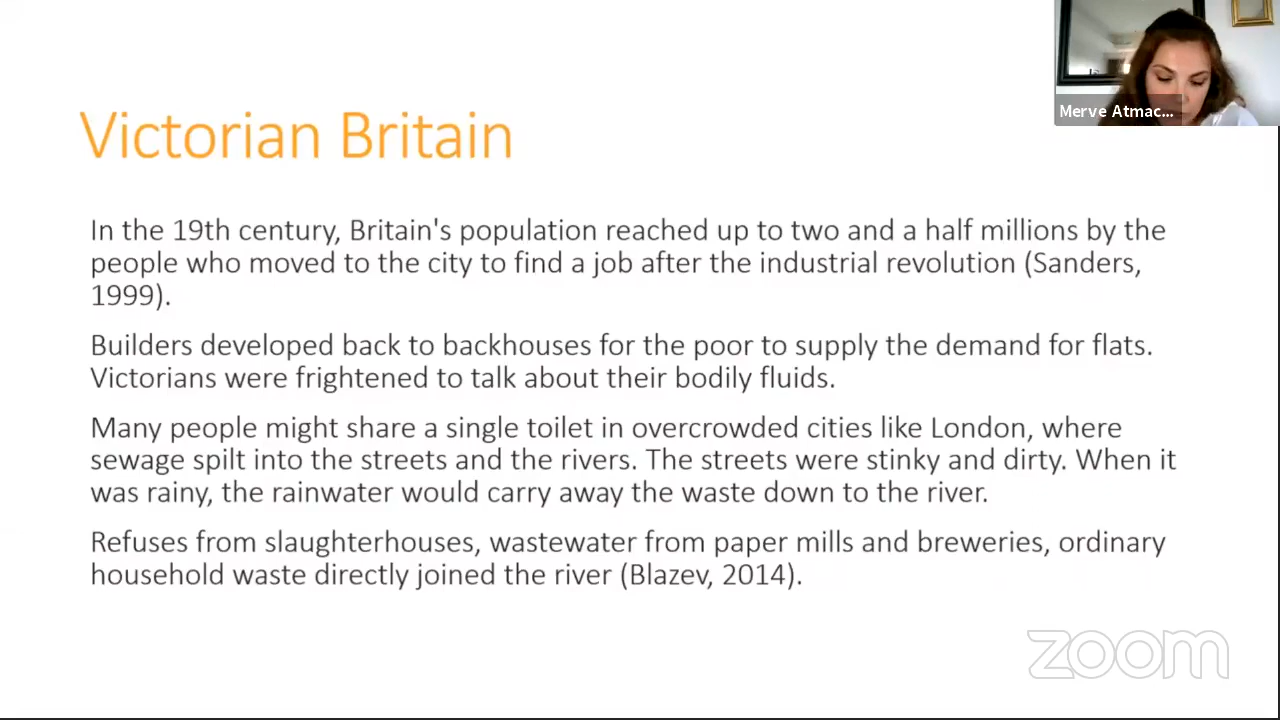 Merve Atmac...
Victorian Britain
In the 19th century, Britain's population reached up to two and a half millions by the
people who moved to the city to find a job after the industrial revolution (Sanders,
1999).
Builders developed back to backhouses for the poor to supply the demand for flats.
Victorians were frightened to talk about their bodily fluids.
Many people might share a single toilet in overcrowded cities like London, where
sewage spilt into the streets and the rivers. The streets were stinky and dirty. When it
was rainy, the rainwater would carry away the waste down to the river.
Refuses from slaughterhouses, wastewater from paper mills and breweries, ordinary
household waste directly joined the river (Blazev, 2014).
zoom